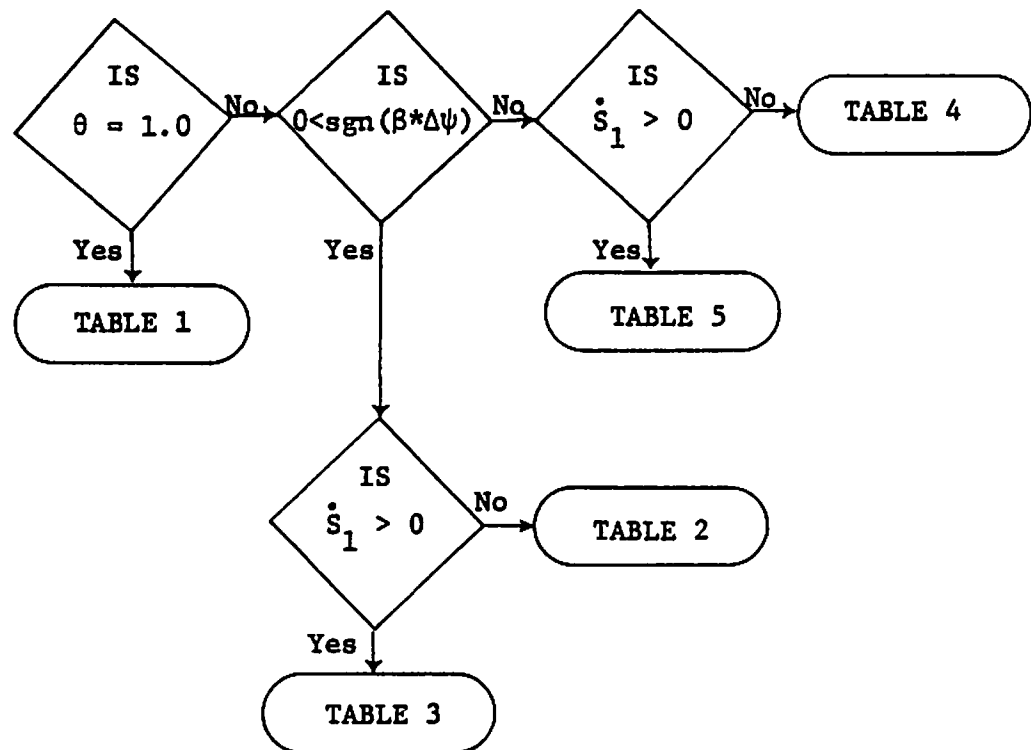 IS
θ = 1.0
No
Yes
TABLE 1
IS
0<sgn(β*Δψ)
No
Yes
IS
Ṡ₁ > 0
No
TABLE 4
Yes
TABLE 5
IS
Ṡ₁ > 0
No
TABLE 2
Yes
TABLE 3